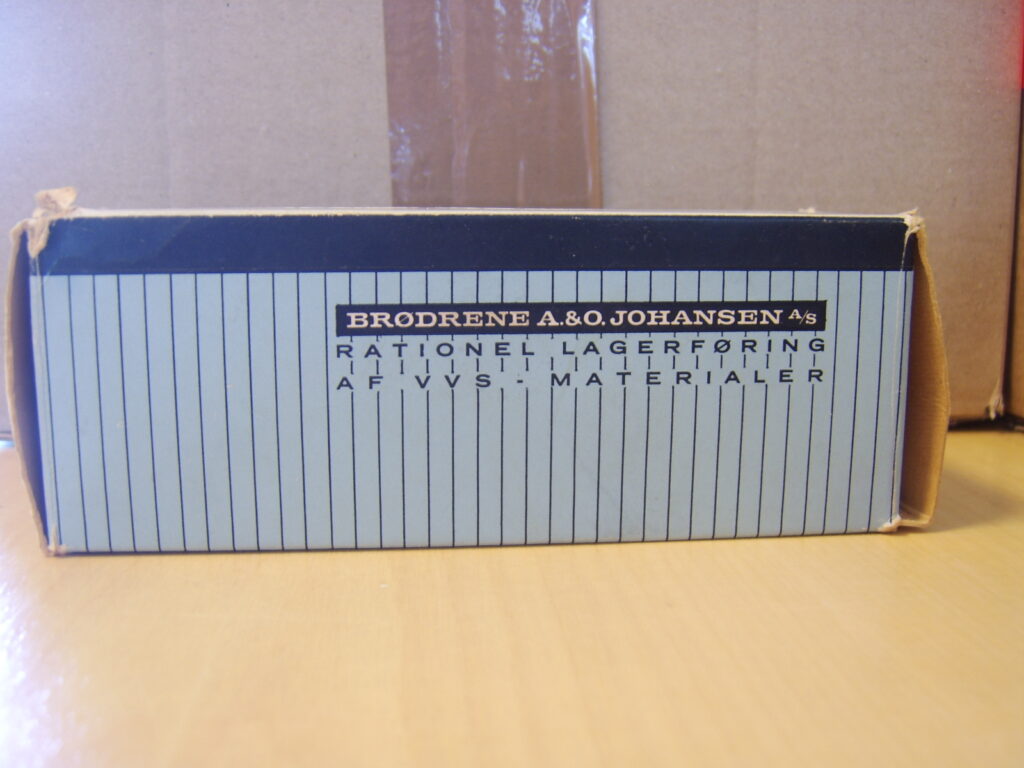 BRØDRENE A.&O. JOHANSEN A/S
RATIONEL LAGERFØRING
AF VVS - MATERIALER